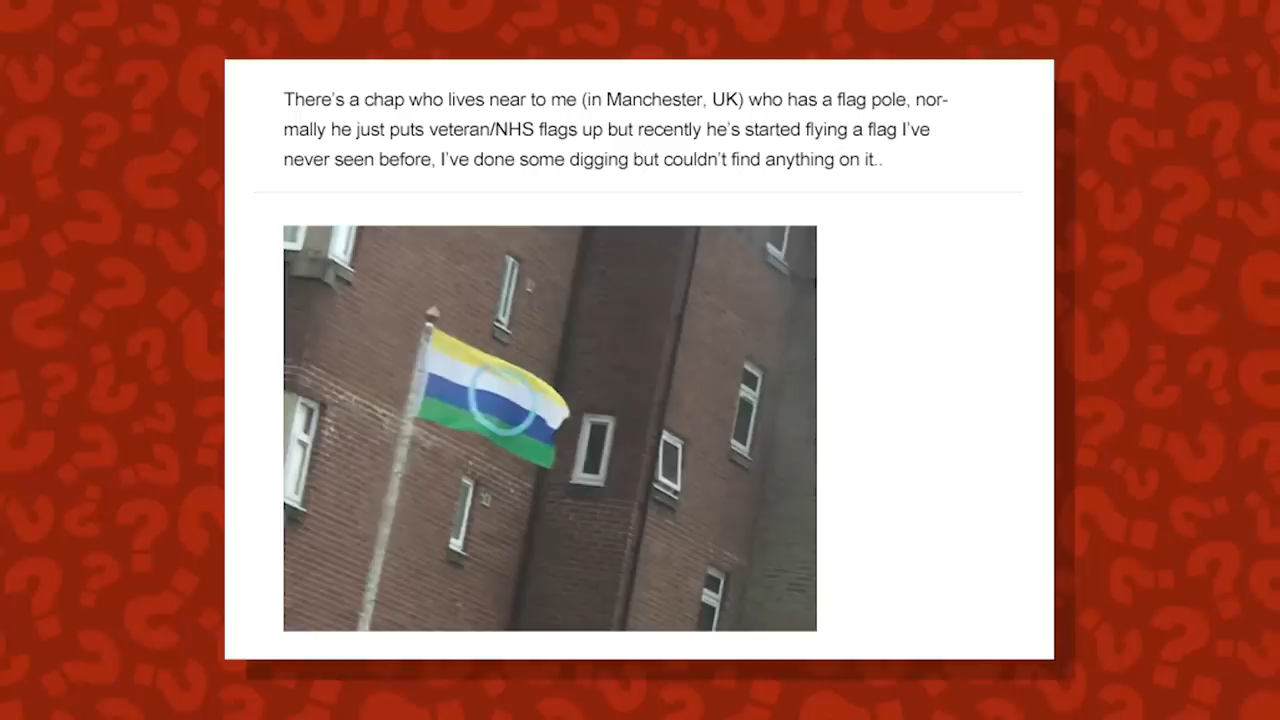 There's a chap who lives near to me (in Manchester, UK) who has a flag pole, nor-
mally he just puts veteran/NHS flags up but recently he's started flying a flag I've
never seen before, I've done some digging but couldn't find anything on it..